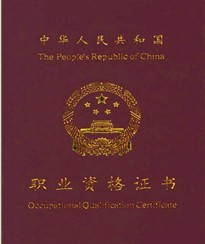 中华人民共和国
The People's Republic of China
职业资格证书
Occupational Qualification Certificate